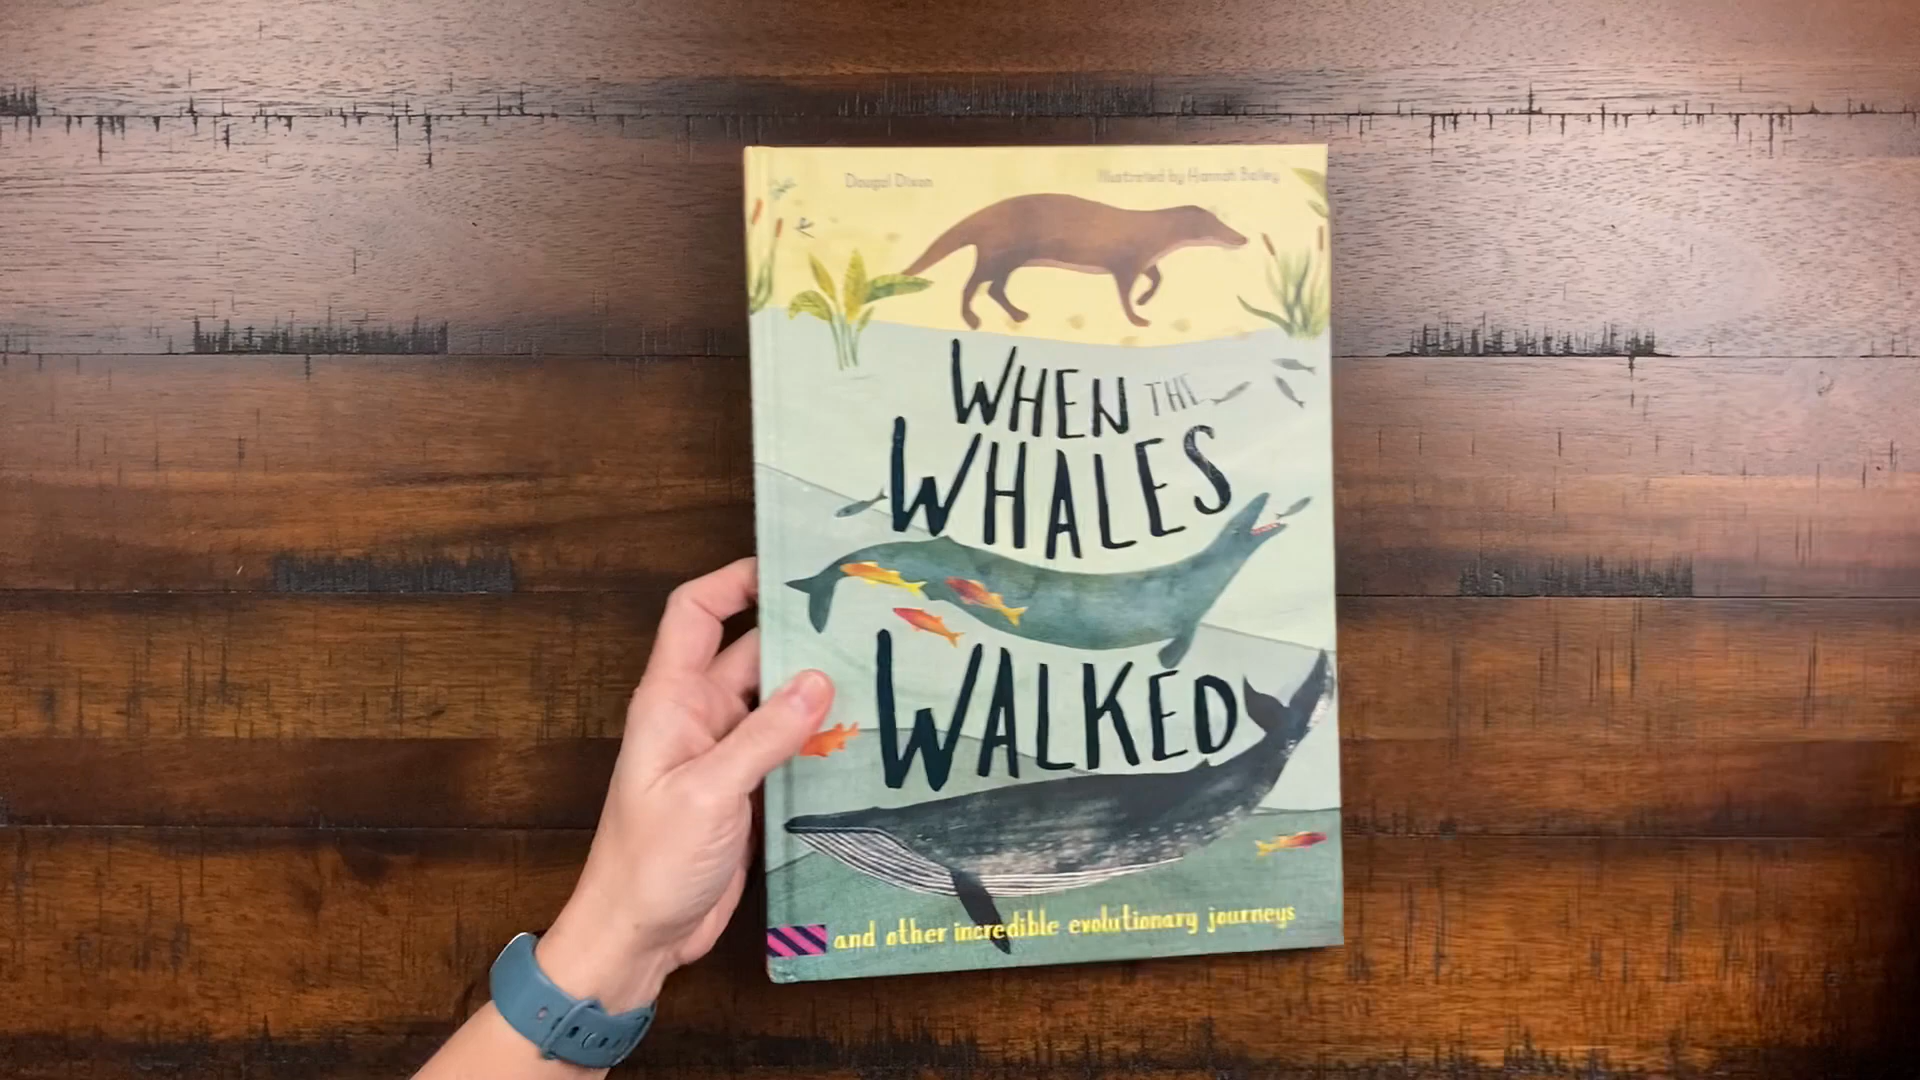 Dougal Dixon
Illustrated by Hannah Bailey
WHEN THE
WHALES
WALKED
and other incredible evolutionary journeys